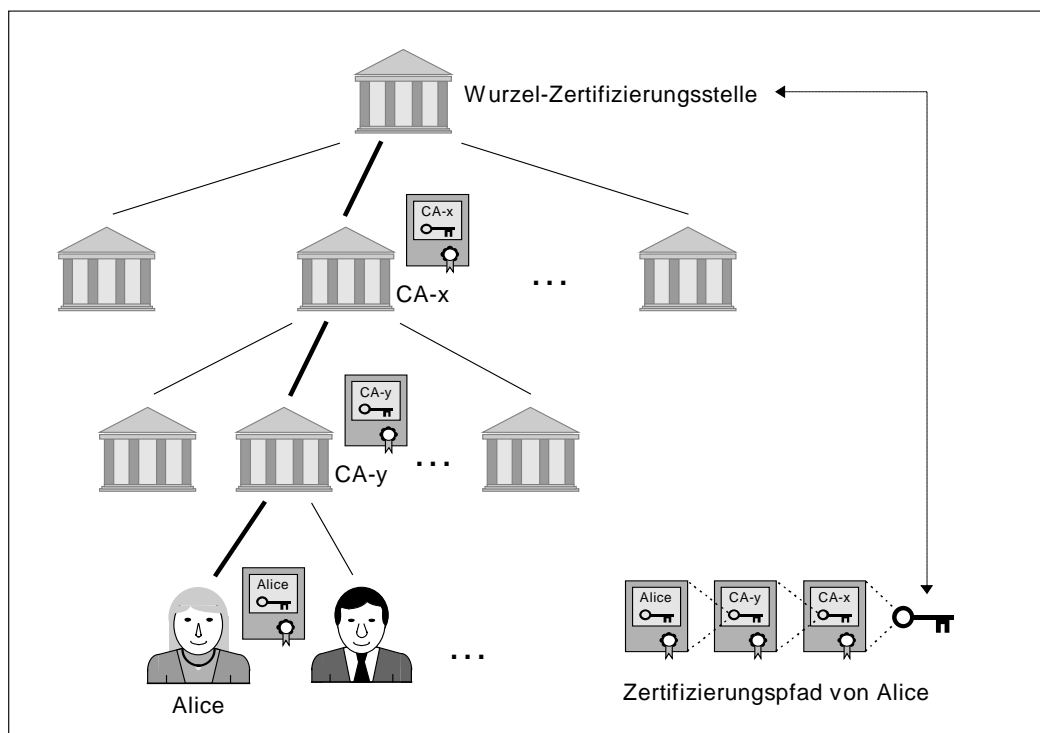 Wurzel-Zertifizierungsstelle
CA-x
CA-x
...
CA-y
CA-y
...
Alice
Alice
...
Alice
CA-y
CA-x
Zertifizierungspfad von Alice